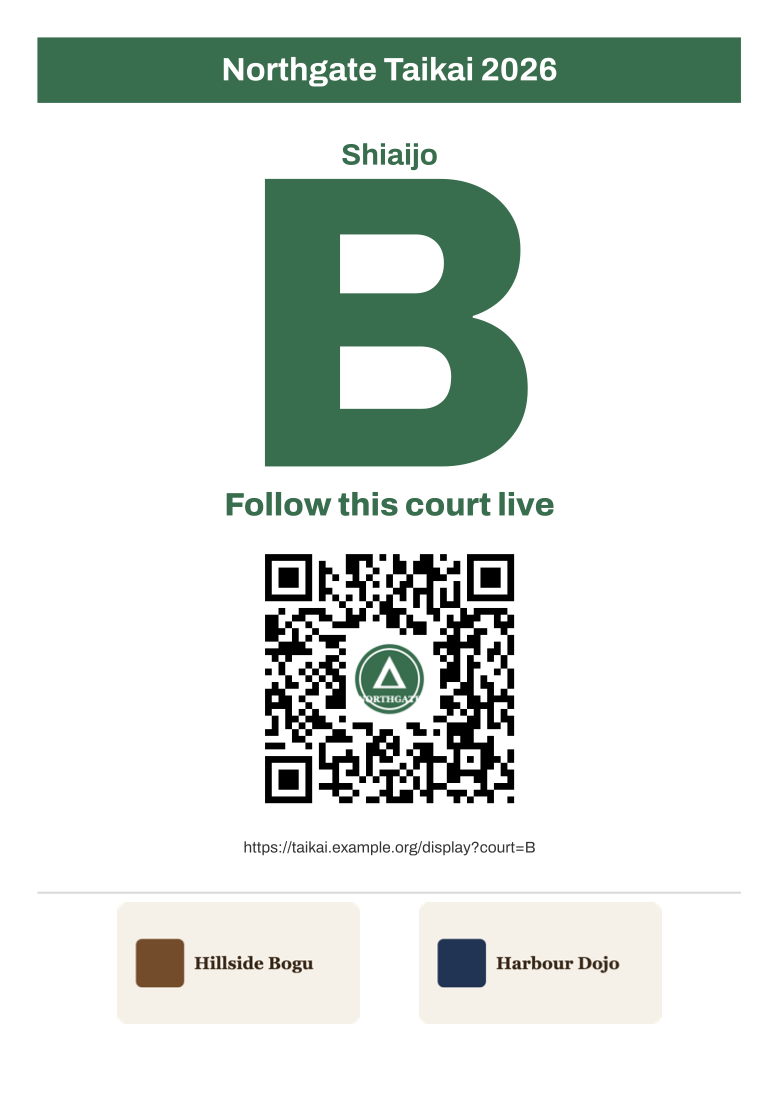 Northgate Taikai 2026
Shiaijo
B
Follow this court live
NORTHGATE
https://taikai.example.org/display?court=B
Hillside Bogu
Harbour Dojo